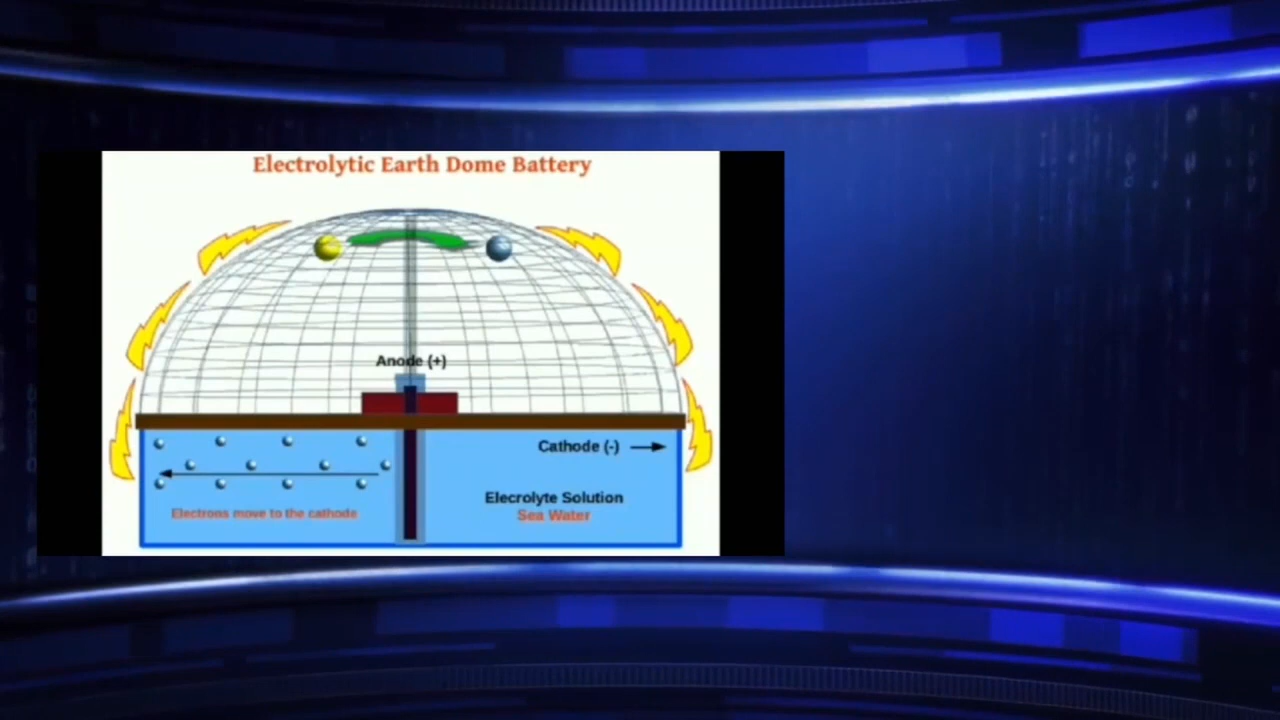 Electrolytic Earth Dome Battery
Anode (+)
Cathode (-)
Elecrolyte Solution
Sea Water
Electrons move to the cathode